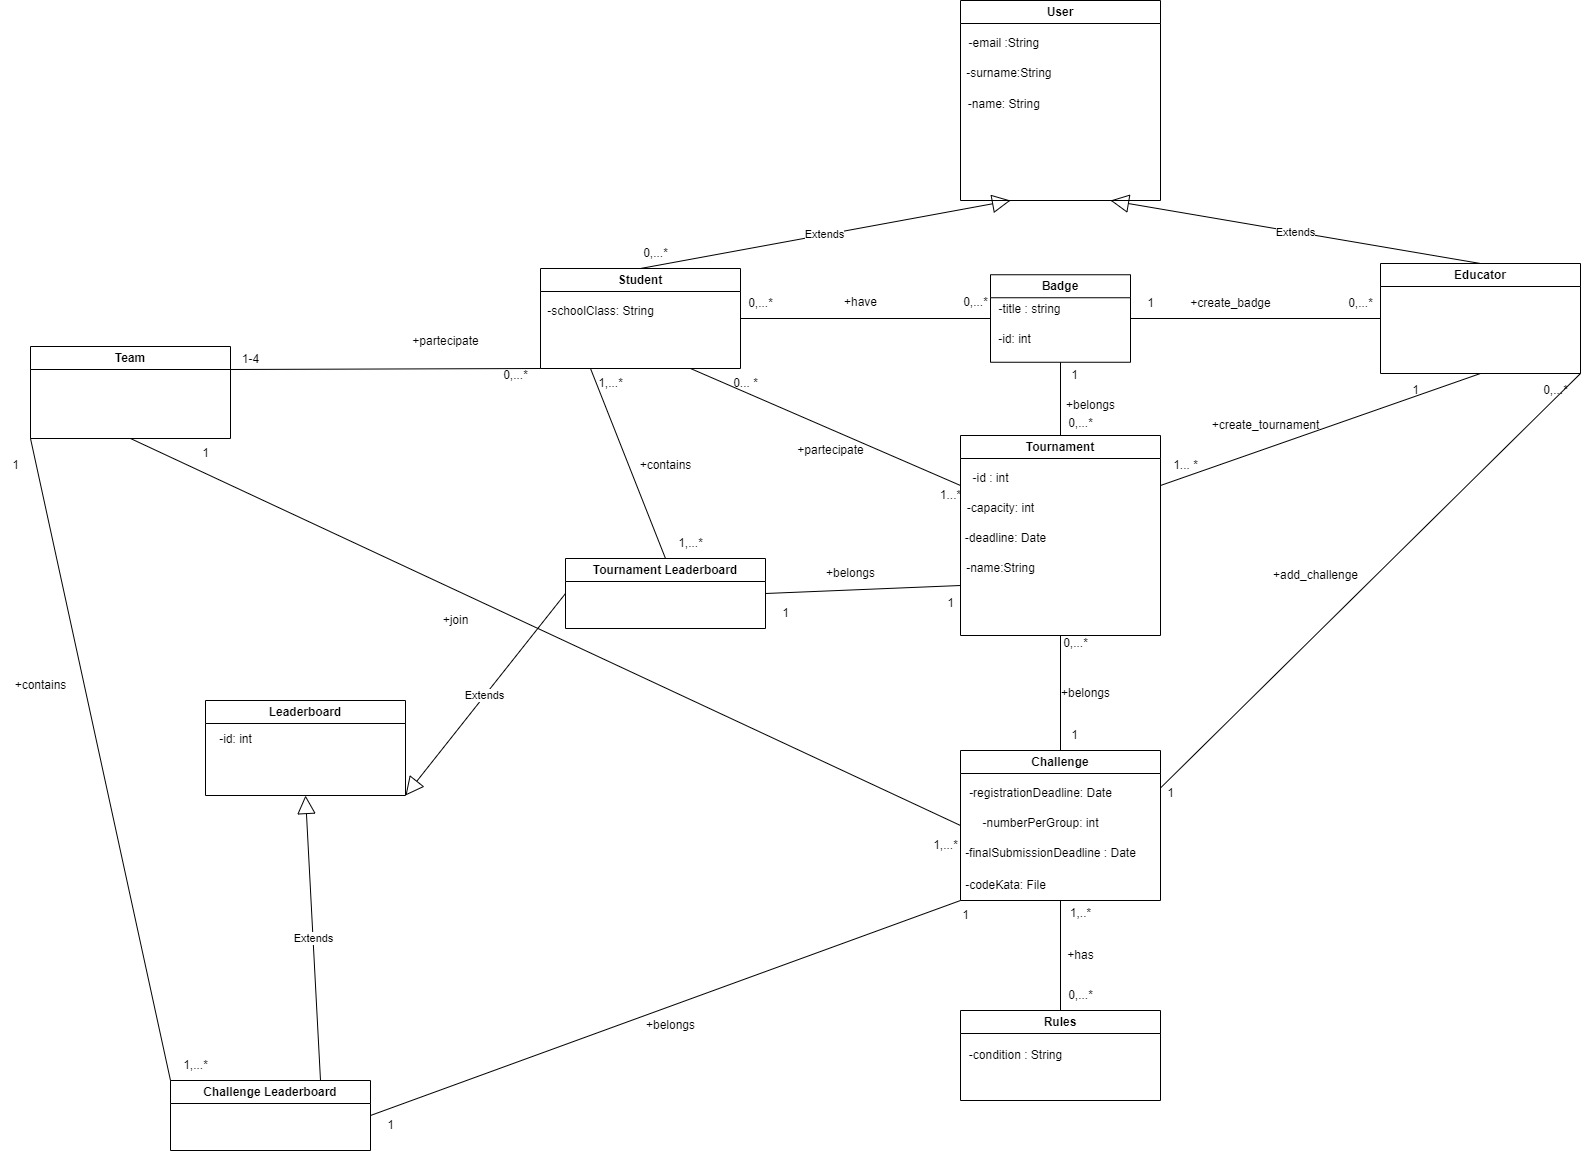 User
-email :String
-surname:String
-name: String
Extends
Extends
0,...*
Student
-schoolClass: String
0,...*
+have
0,...*
Badge
-title : string
-id: int
1
+create_badge
0,...*
Educator
Team
1-4
+partecipate
0,...*
1,...*
0... *
1
+belongs
0,...*
1
0,...*
+create_tournament
1
1
+contains
+partecipate
1...*
Tournament
-id : int
-capacity: int
-deadline: Date
-name:String
1... *
1,...*
Tournament Leaderboard
+belongs
1
1
+add_challenge
+join
0,...*
+contains
Extends
+belongs
Leaderboard
-id: int
1
Challenge
-registrationDeadline: Date
-numberPerGroup: int
-finalSubmissionDeadline : Date
-codeKata: File
1
1,...*
1
1,..*
Extends
+has
0,...*
+belongs
Rules
-condition : String
1,...*
Challenge Leaderboard
1